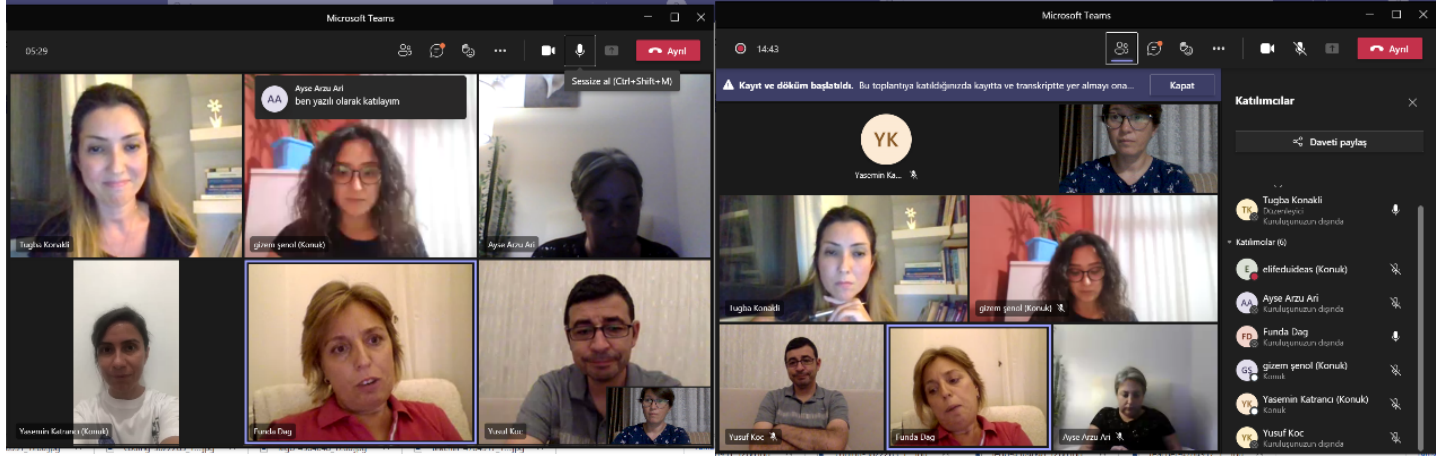 Microsoft Teams
05:29
Ayrıl
Sessize al (Ctrl+Shift+M)
AA
Ayse Arzu Ari
ben yazılı olarak katılayım
Tugba Konakli
gizem şenol (Konuk)
Ayse Arzu Ari
Yasemin Katrancı (Konuk)
Funda Dag
Yusuf Koc
Microsoft Teams
14:43
Ayrıl
Kayıt ve döküm başlatıldı. Bu toplantıya katıldığınızda kayıtta ve transkriptte yer almayı ona...
Kapat
YK
Yasemin Ka...
Tugba Konakli
gizem şenol (Konuk)
Yusuf Koc
Funda Dag
Ayse Arzu Ari
Katılımcılar
Daveti paylaş
TK
Tugba Konakli
Düzenleyici
Kuruluşunuzun dışında
Katılımcılar (6)
E
elifeduideas (Konuk)
AA
Ayse Arzu Ari
Kuruluşunuzun dışında
FD
Funda Dag
Kuruluşunuzun dışında
GŞ
gizem şenol (Konuk)
Konuk
YK
Yasemin Katrancı (Konuk)
Konuk
YK
Yusuf Koc
Kuruluşunuzun dışında